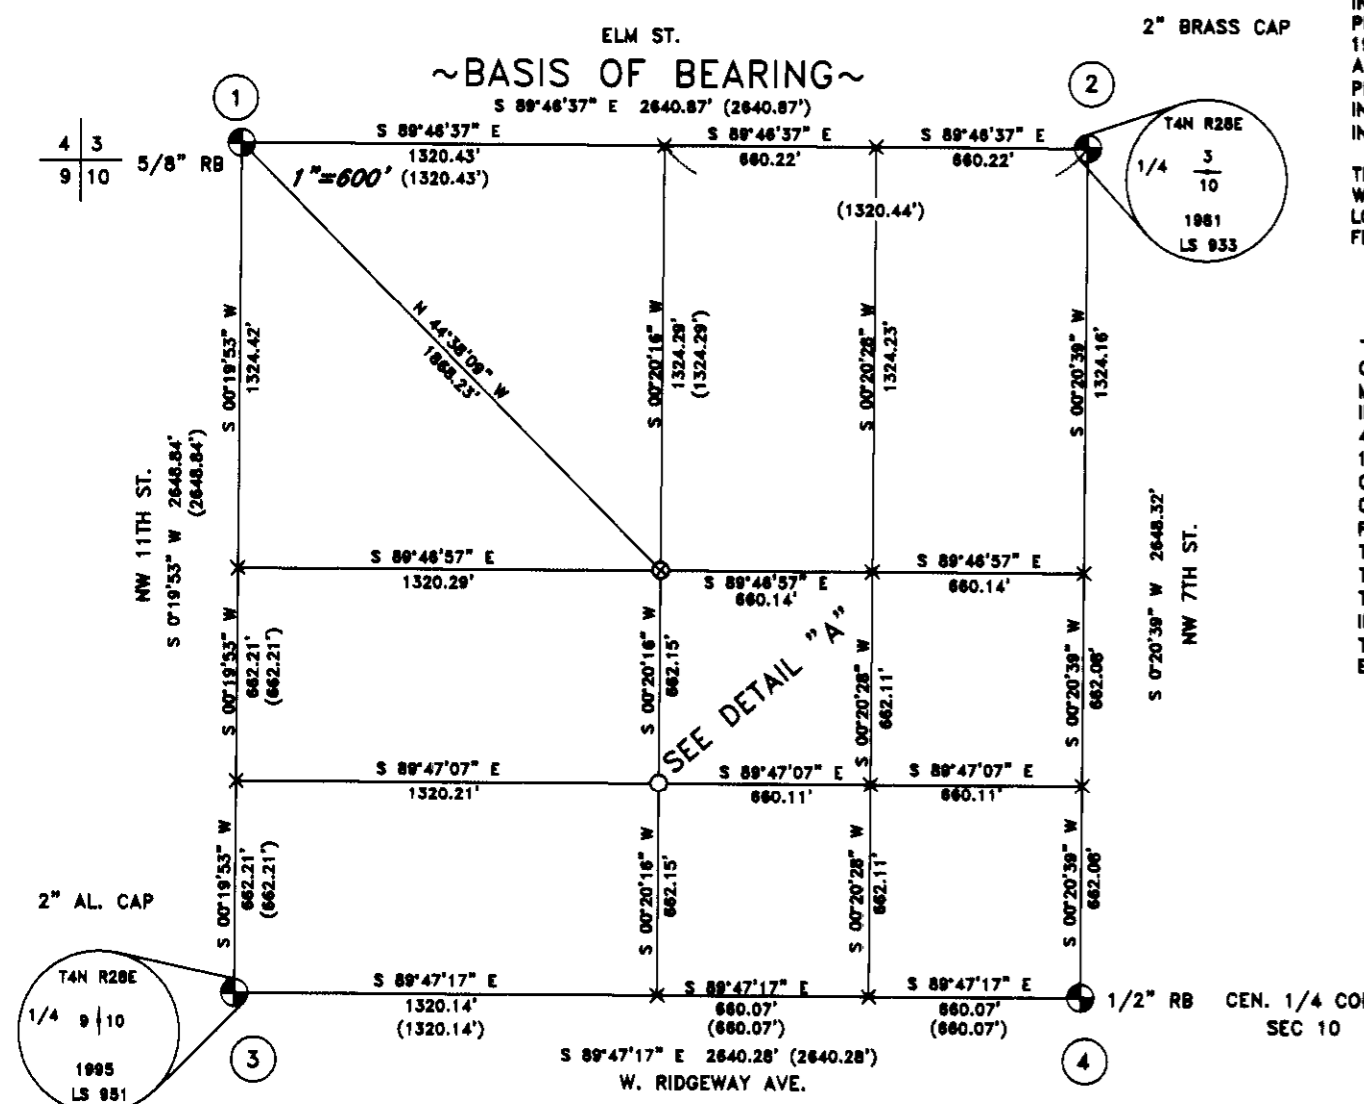 2" BRASS CAP
ELM ST.
~BASIS OF BEARING~
S 89°46'37" E 2640.87' (2640.87')
1
2
4 3
9 10
5/8" RB
S 89°46'37" E
1320.43'
(1320.43')
1"=600'
S 89°46'37" E
660.22'
S 89°46'37" E
660.22'
(1320.44')
T4N R28E
1/4
3
10
1981
LS 933
S 00°19'53" W
1324.42'
N 44°38'09" W
1868.23'
S 00°20'16" W
1324.29'
(1324.29')
S 00°20'28" W
1324.23'
S 00°20'39" W
1324.16'
NW 11TH ST.
S 0°19'53" W 2648.84'
(2648.84')
S 0°20'39" W 2648.32'
NW 7TH ST.
S 89°46'57" E
1320.29'
S 89°46'57" E
660.14'
S 89°46'57" E
660.14'
S 00°19'53" W
662.21'
(662.21')
S 00°20'16" W
662.15'
SEE DETAIL "A"
S 00°20'28" W
662.11'
S 00°20'39" W
662.08'
S 89°47'07" E
1320.21'
S 89°47'07" E
660.11'
S 89°47'07" E
660.11'
S 00°19'53" W
662.21'
(662.21')
S 00°20'16" W
662.15'
S 00°20'28" W
662.11'
S 00°20'39" W
662.08'
2" AL. CAP
T4N R28E
1/4
9 10
1995
LS 951
S 89°47'17" E
1320.14'
(1320.14')
S 89°47'17" E
660.07'
(660.07')
S 89°47'17" E
660.07'
(660.07')
1/2" RB CEN. 1/4
SEC 10
3
4
S 89°47'17" E 2640.28' (2640.28')
W. RIDGEWAY AVE.